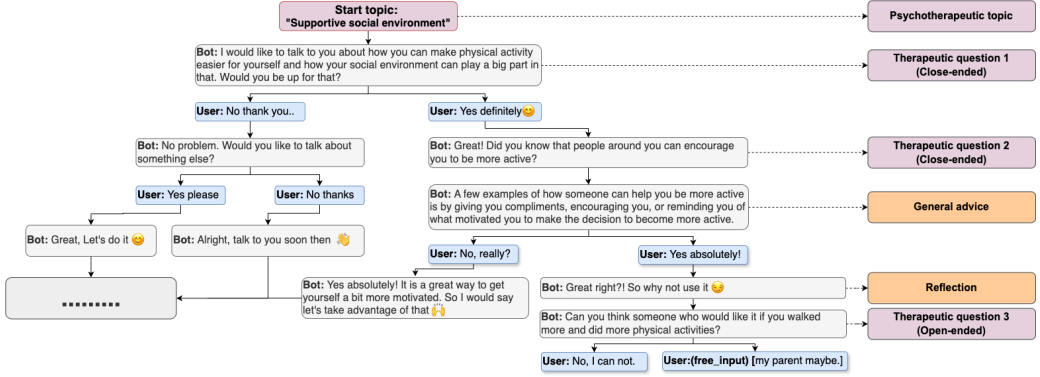 Start topic:
"Supportive social environment"
Psychotherapeutic topic
Bot: I would like to talk to you about how you can make physical activity
easier for yourself and how your social environment can play a big part in
that. Would you be up for that?
Therapeutic question 1
(Close-ended)
User: No thank you..
User: Yes definitely😊
Bot: No problem. Would you like to talk about
something else?
Bot: Great! Did you know that people around you can encourage
you to be more active?
Therapeutic question 2
(Close-ended)
User: Yes please
User: No thanks
Bot: A few examples of how someone can help you be more active
is by giving you compliments, encouraging you, or reminding you of
what motivated you to make the decision to become more active.
General advice
Bot: Great, Let's do it 😊
Bot: Alright, talk to you soon then 👋
User: No, really?
User: Yes absolutely!
.........
Bot: Yes absolutely! It is a great way to get
yourself a bit more motivated. So I would say
let's take advantage of that 🙌
Bot: Great right?! So why not use it 😏
Reflection
Bot: Can you think someone who would like it if you walked
more and did more physical activities?
Therapeutic question 3
(Open-ended)
User: No, I can not.
User:(free_input) [my parent maybe.]